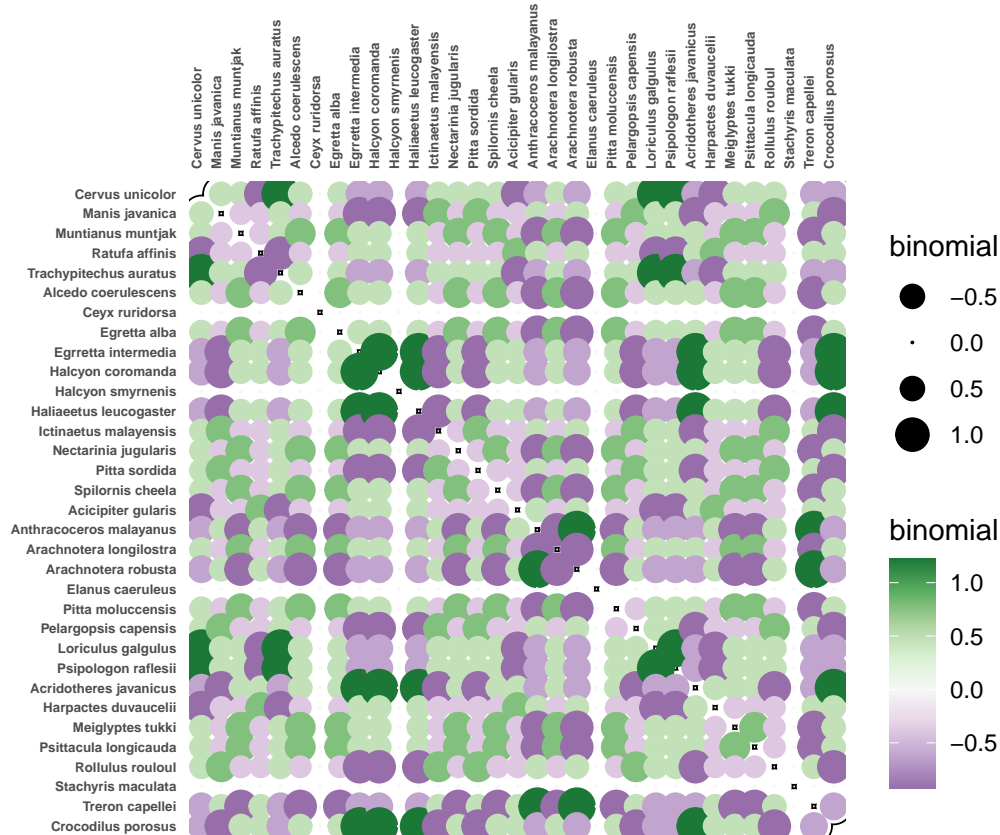 Cervus unicolor
Manis javanica
Muntianus muntjak
Ratufa affinis
Trachypitechus auratus
Alcedo coerulescens
Ceyx ruridorsa
Egretta alba
Egrretta intermedia
Halcyon coromanda
Halcyon smyrnenis
Haliaeetus leucogaster
Ictinaetus malayensis
Nectarinia jugularis
Pitta sordida
Spilornis cheela
Acicipiter gularis
Anthracoceros malayanus
Arachnotera longilostra
Arachnotera robusta
Elanus caeruleus
Pitta moluccensis
Pelargopsis capensis
Loriculus galgulus
Psipologon raflesii
Acridotheres javanicus
Harpactes duvaucelii
Meiglyptes tukki
Psittacula longicauda
Rollulus rouloul
Stachyris maculata
Treron capellei
Crocodilus porosus
Cervus unicolor
Manis javanica
Muntianus muntjak
Ratufa affinis
Trachypitechus auratus
Alcedo coerulescens
Ceyx ruridorsa
Egretta alba
Egrretta intermedia
Halcyon coromanda
Halcyon smyrnenis
Haliaeetus leucogaster
Ictinaetus malayensis
Nectarinia jugularis
Pitta sordida
Spilornis cheela
Acicipiter gularis
Anthracoceros malayanus
Arachnotera longilostra
Arachnotera robusta
Elanus caeruleus
Pitta moluccensis
Pelargopsis capensis
Loriculus galgulus
Psipologon raflesii
Acridotheres javanicus
Harpactes duvaucelii
Meiglyptes tukki
Psittacula longicauda
Rollulus rouloul
Stachyris maculata
Treron capellei
Crocodilus porosus
binomial
−0.5
0.0
0.5
1.0
binomial
1.0
0.5
0.0
−0.5